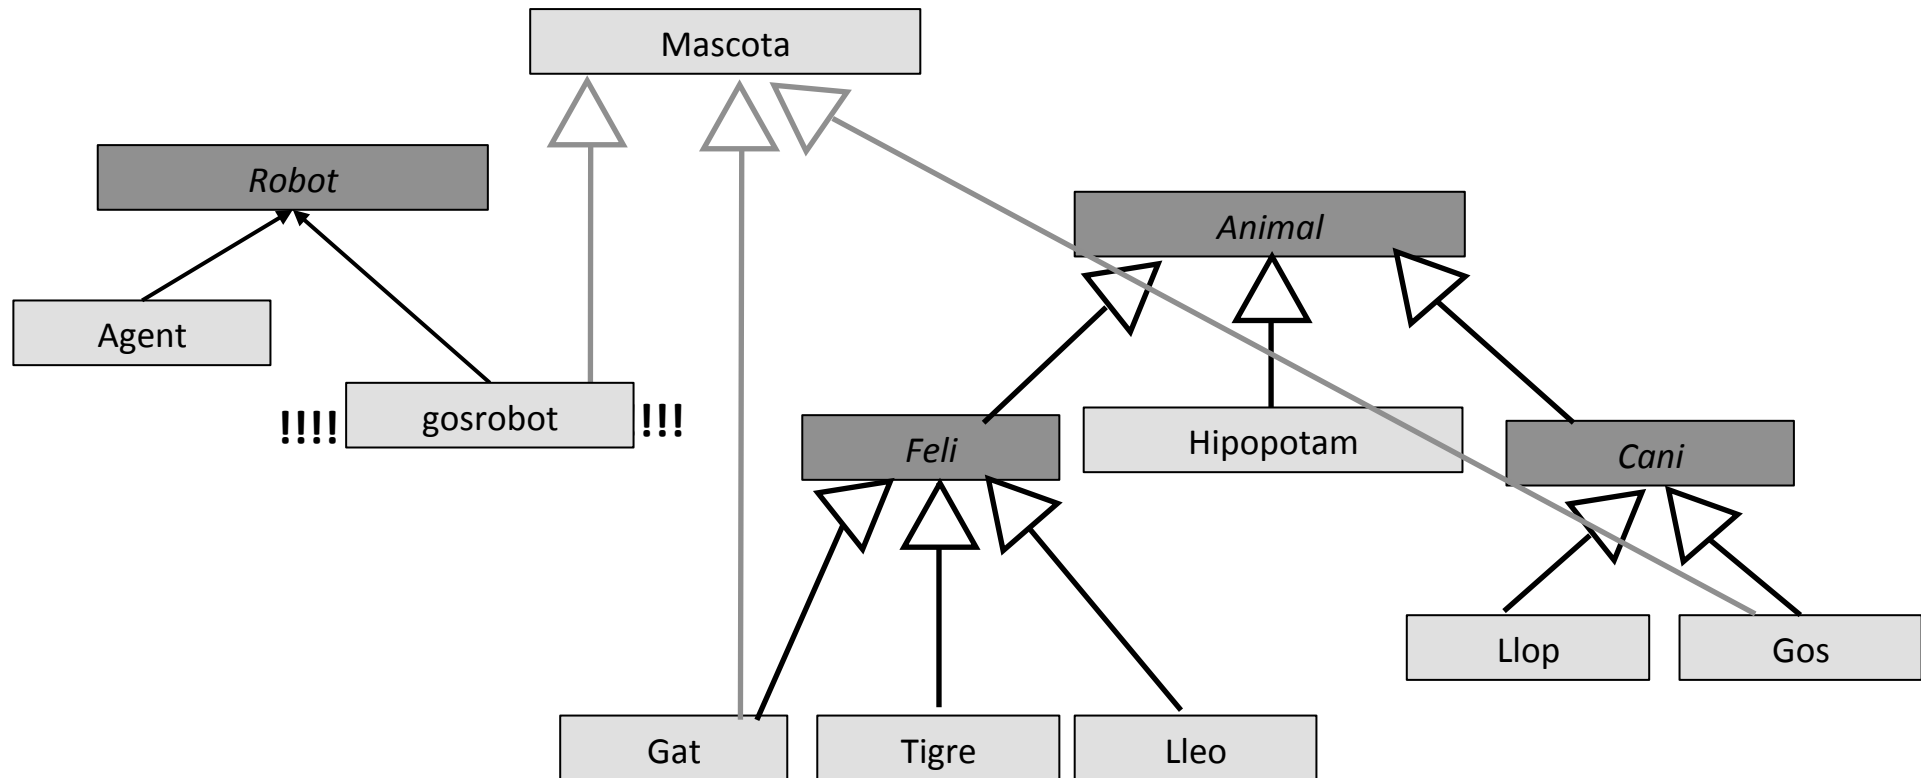 Mascota
Robot
Animal
Agent
!!!! gosrobot !!!
Feli
Hipopotam
Cani
Llop
Gos
Gat
Tigre
Lleo